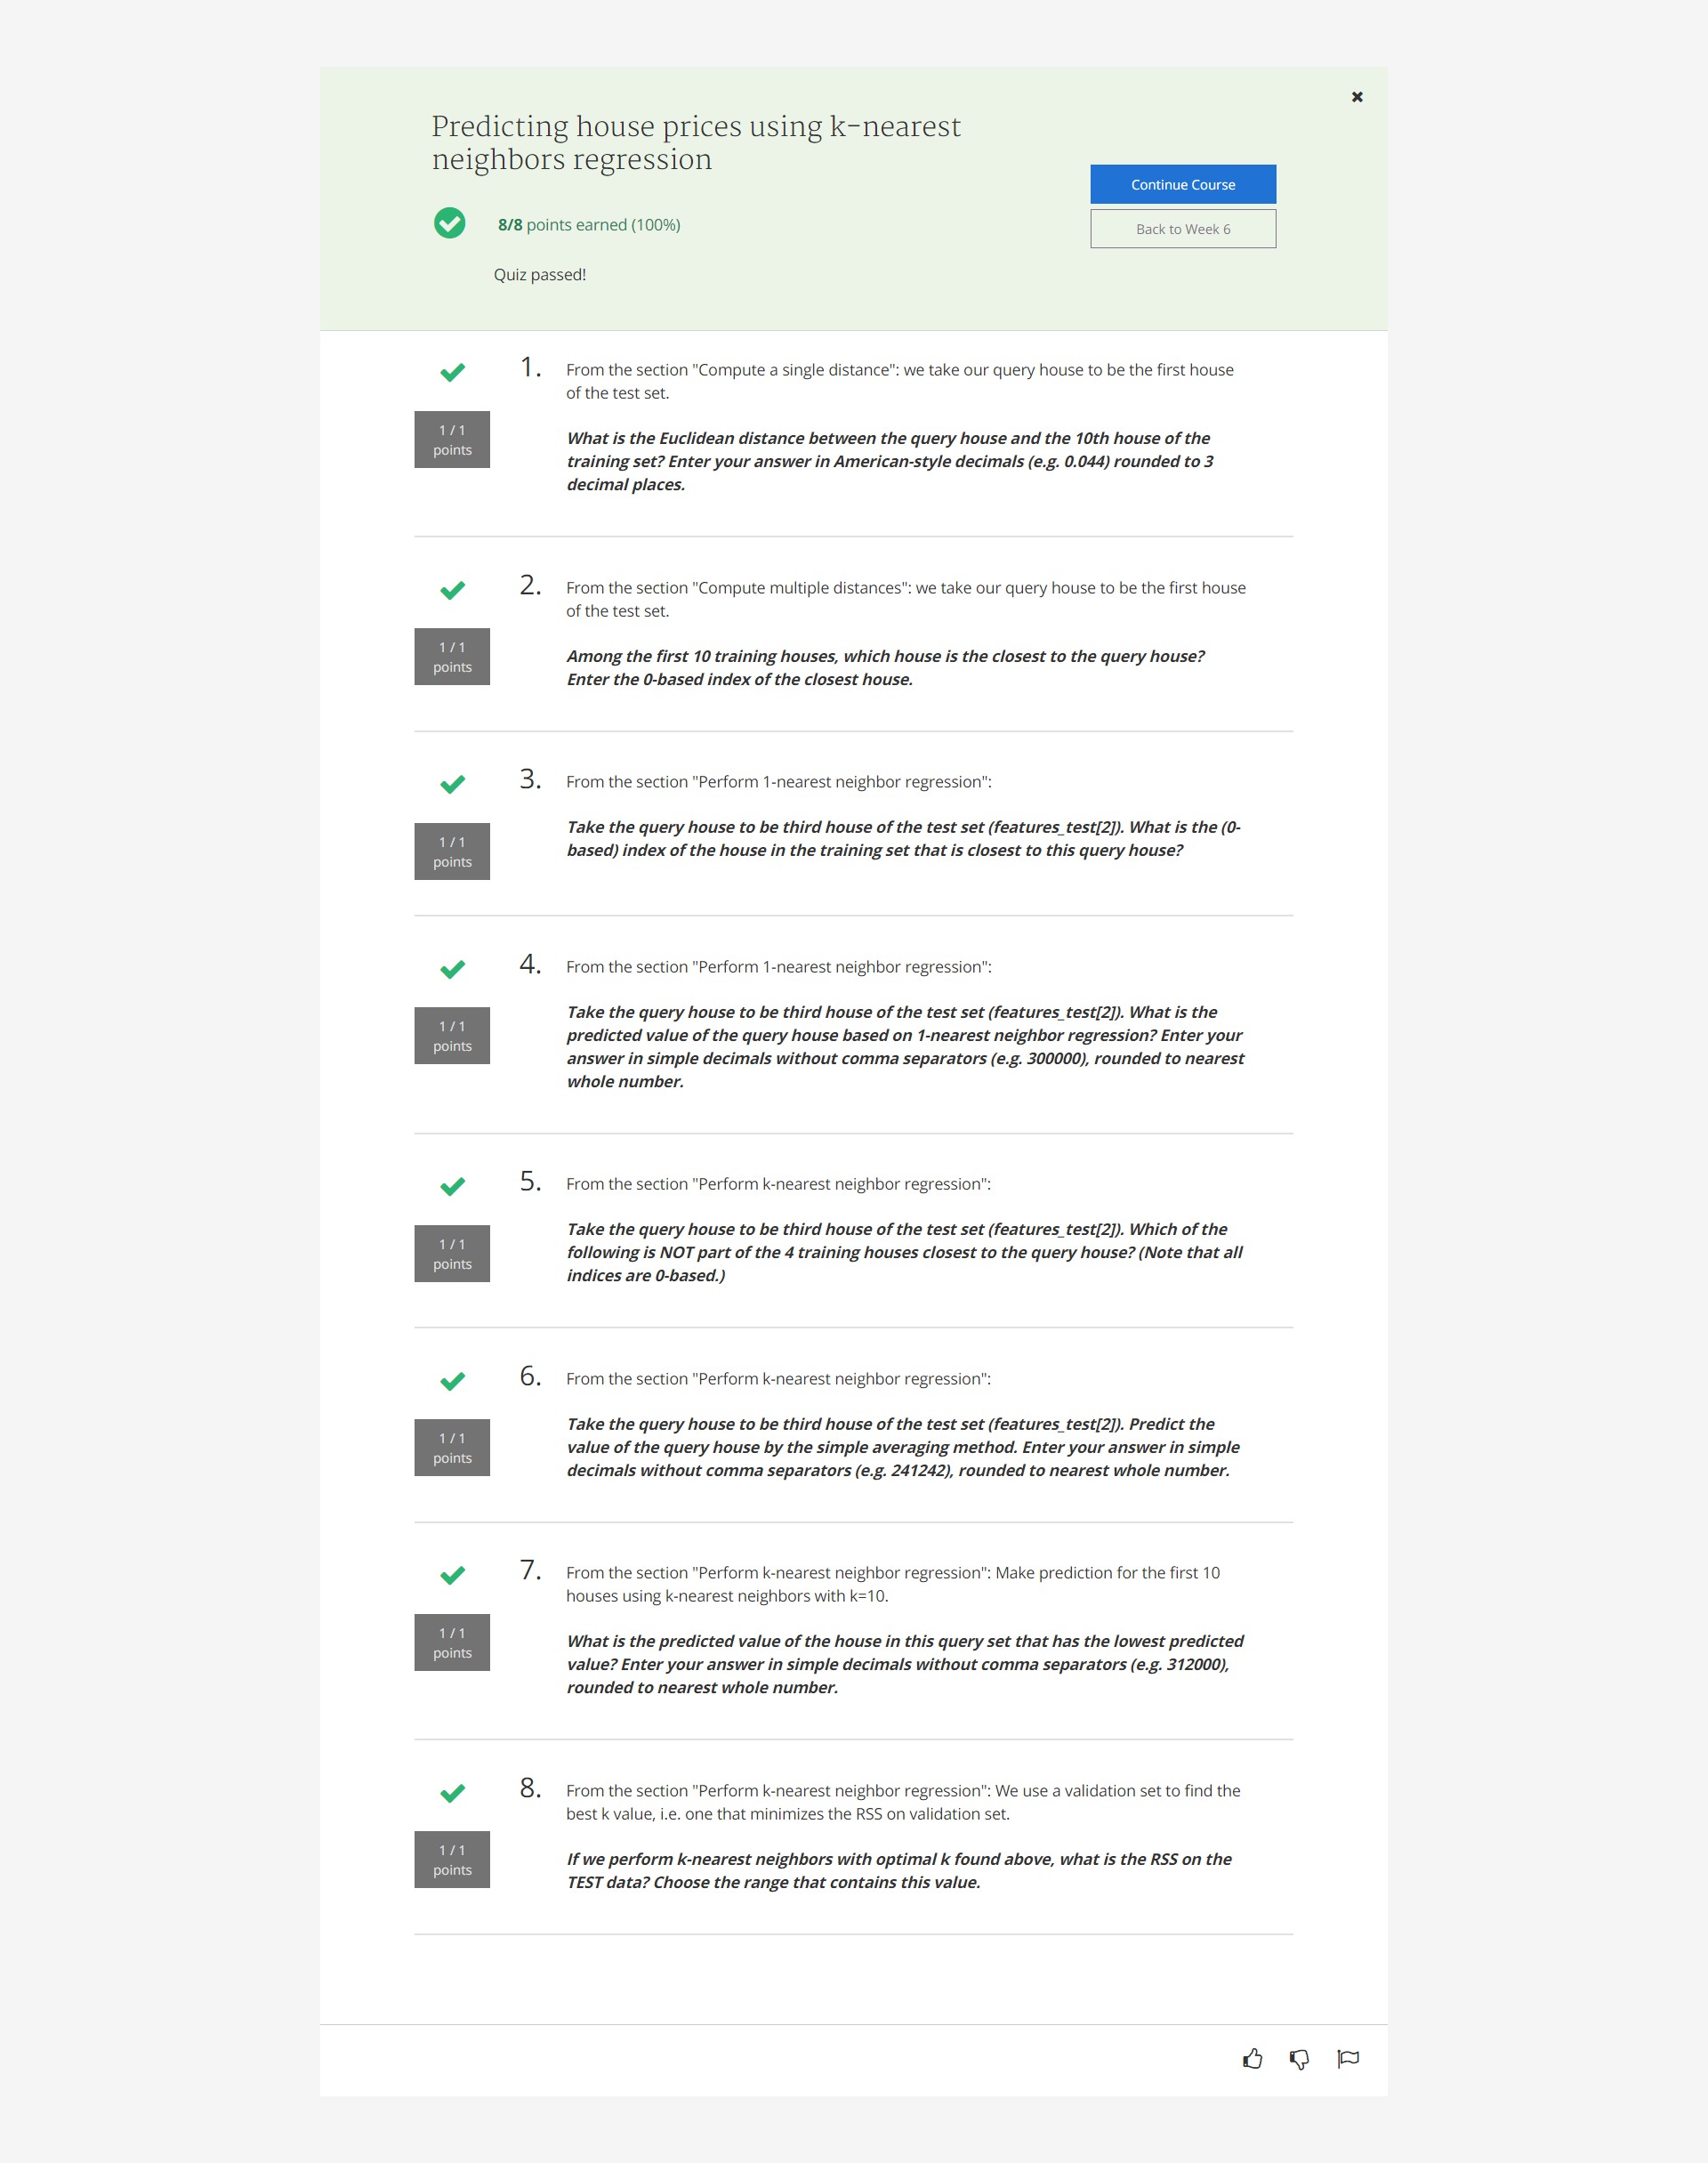 Predicting house prices using k-nearest
neighbors regression
Continue Course
8/8 points earned (100%)
Back to Week 6
Quiz passed!
1.
From the section "Compute a single distance": we take our query house to be the first house
of the test set.
1 / 1
points
What is the Euclidean distance between the query house and the 10th house of the
training set? Enter your answer in American-style decimals (e.g. 0.044) rounded to 3
decimal places.
2.
From the section "Compute multiple distances": we take our query house to be the first house
of the test set.
1 / 1
points
Among the first 10 training houses, which house is the closest to the query house?
Enter the 0-based index of the closest house.
3.
From the section "Perform 1-nearest neighbor regression":
1 / 1
points
Take the query house to be third house of the test set (features_test[2]). What is the (0-
based) index of the house in the training set that is closest to this query house?
4.
From the section "Perform 1-nearest neighbor regression":
1 / 1
points
Take the query house to be third house of the test set (features_test[2]). What is the
predicted value of the query house based on 1-nearest neighbor regression? Enter your
answer in simple decimals without comma separators (e.g. 300000), rounded to nearest
whole number.
5.
From the section "Perform k-nearest neighbor regression":
1 / 1
points
Take the query house to be third house of the test set (features_test[2]). Which of the
following is NOT part of the 4 training houses closest to the query house? (Note that all
indices are 0-based.)
6.
From the section "Perform k-nearest neighbor regression":
1 / 1
points
Take the query house to be third house of the test set (features_test[2]). Predict the
value of the query house by the simple averaging method. Enter your answer in simple
decimals without comma separators (e.g. 241242), rounded to nearest whole number.
7.
From the section "Perform k-nearest neighbor regression": Make prediction for the first 10
houses using k-nearest neighbors with k=10.
1 / 1
points
What is the predicted value of the house in this query set that has the lowest predicted
value? Enter your answer in simple decimals without comma separators (e.g. 312000),
rounded to nearest whole number.
8.
From the section "Perform k-nearest neighbor regression": We use a validation set to find the
best k value, i.e. one that minimizes the RSS on validation set.
1 / 1
points
If we perform k-nearest neighbors with optimal k found above, what is the RSS on the
TEST data? Choose the range that contains this value.